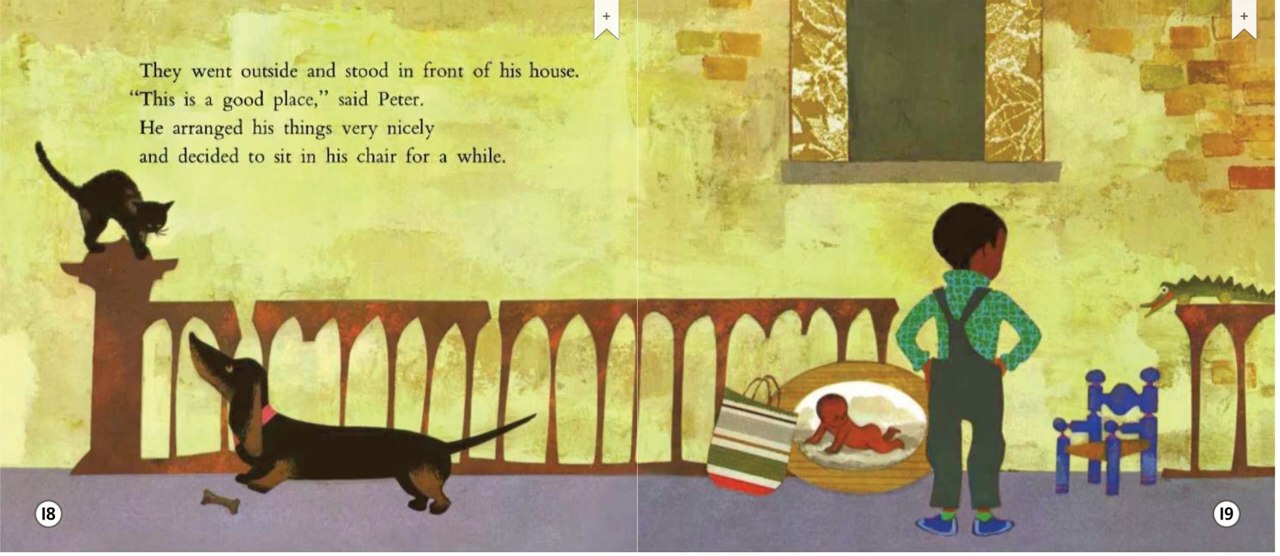 They went outside and stood in front of his house.
“This is a good place,” said Peter.
He arranged his things very nicely
and decided to sit in his chair for a while.
18
19